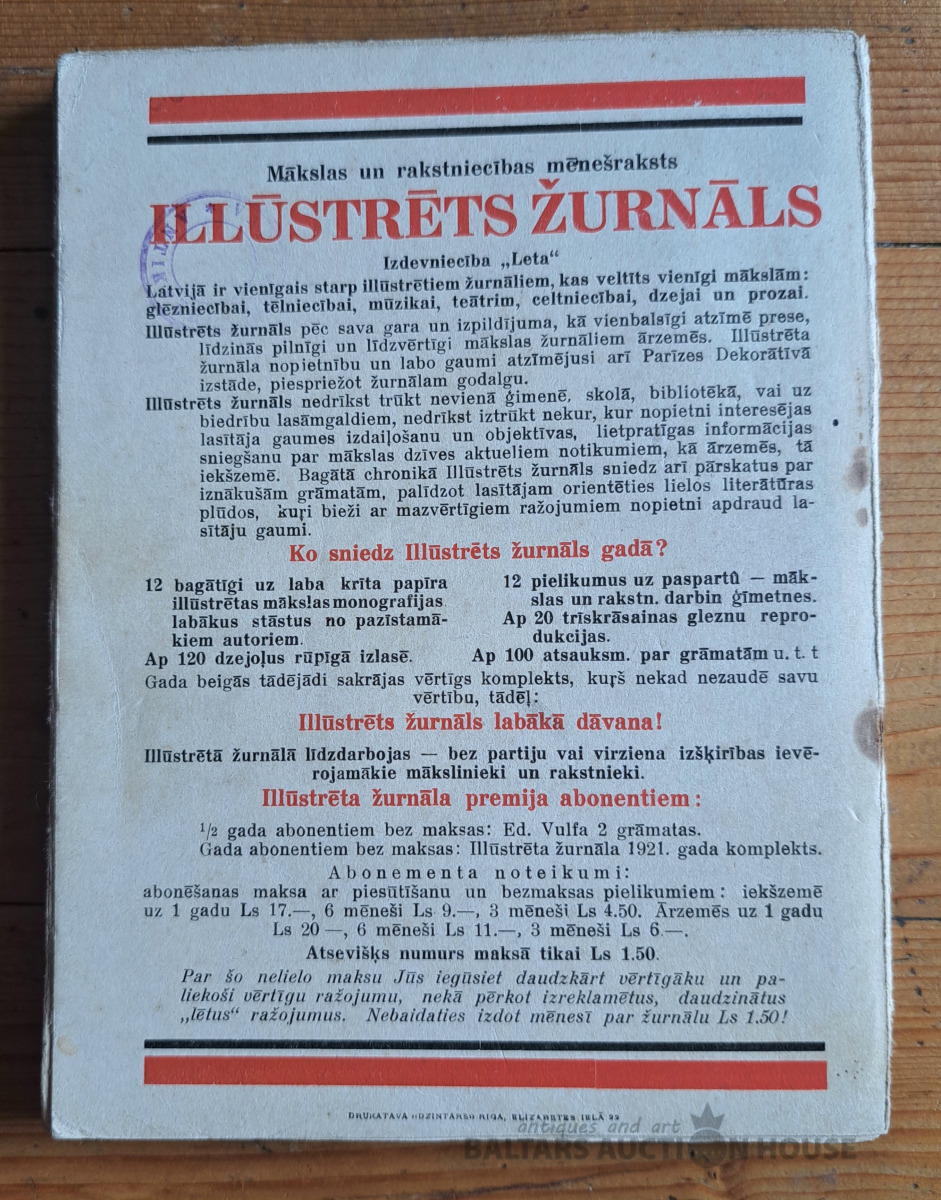 Mākslas un rakstniecības mēnešraksts
ILLŪSTRĒTS ŽURNĀLS
Izdevniecība „Leta“
Latvijā ir vienīgais starp illūstrētiem žurnāliem, kas veltīts vienīgi mākslām:
glezniecībai, tēlniecībai, mūzikai, teātrim, celtniecībai, dzejai un prozai.
Illūstrēts žurnāls pēc sava gara un izpildījuma, kā vienbalsīgi atzīmē prese,
līdzinās pilnīgi un līdzvērtīgi mākslas žurnāliem ārzemēs. Illūstrēta
žurnāla nopietnību un labo gaumi atzīmējusi arī Parīzes Dekorātīvā
izstāde, piespriežot žurnālam godalgu.
Illūstrēts žurnāls nedrīkst trūkt nevienā ģimenē, skolā, bibliotēkā, vai uz
biedrību lasāmgaldiem, nedrīkst iztrūkt nekur, kur nopietni interesējas
lasītāja gaumes izdaiļošanu un objektīvas, lietpratīgas informācijas
sniegšanu par mākslas dzīves aktueliem notikumiem, kā ārzemēs, tā
iekšzemē. Bagātā chronikā Illūstrēts žurnāls sniedz arī pārskatus par
iznākušām grāmatām, palīdzot lasītājam orientēties lielos literātūras
plūdos, kuŗi bieži ar mazvērtīgiem ražojumiem nopietni apdraud la-
sītāju gaumi.
Ko sniedz Illūstrēts žurnāls gadā?
12 bagātīgi uz laba krīta papīra
illūstrētas mākslas monografijas
labākus stāstus no pazīstamā-
kiem autoriem.
Ap 120 dzejoļus rūpīgā izlasē.
12 pielikumus uz paspartū — māk-
slas un rakstn. darbin ģīmetnes.
Ap 20 trīskrāsainas gleznu repro-
dukcijas.
Ap 100 atsauksm. par grāmatām u. t. t
Gada beigās tādējādi sakrājas vērtīgs komplekts, kuŗš nekad nezaudē savu
vērtību, tādēļ:
Illūstrēts žurnāls labākā dāvana!
Illūstrētā žurnālā līdzdarbojas — bez partiju vai virziena izšķirības ievē-
rojamākie mākslinieki un rakstnieki.
Illūstrēta žurnāla premija abonentiem:
1/2 gada abonentiem bez maksas: Ed. Vulfa 2 grāmatas.
Gada abonentiem bez maksas: Illūstrēta žurnāla 1921. gada komplekts.
Abonementa noteikumi:
abonēšanas maksa ar piesūtīšanu un bezmaksas pielikumiem: iekšzemē
uz 1 gadu Ls 17.—, 6 mēneši Ls 9.—, 3 mēneši Ls 4.50. Ārzemēs uz 1 gadu
Ls 20 —, 6 mēneši Ls 11.—, 3 mēneši Ls 6.—.
Atsevišķs numurs maksā tikai Ls 1.50.
Par šo nelielo maksu Jūs iegūsiet daudzkārt vērtīgāku un pa-
liekoši vērtīgu ražojumu, nekā pērkot izreklamētus, daudzinātus
„lētus“ ražojumus. Nebaidaties izdot mēnesī par žurnālu Ls 1.50!
DRUKATAVA «DZINTARS» RIGA, ELIZABETES IELĀ 22
antiques and art
BALTARS AUCTION HOUSE